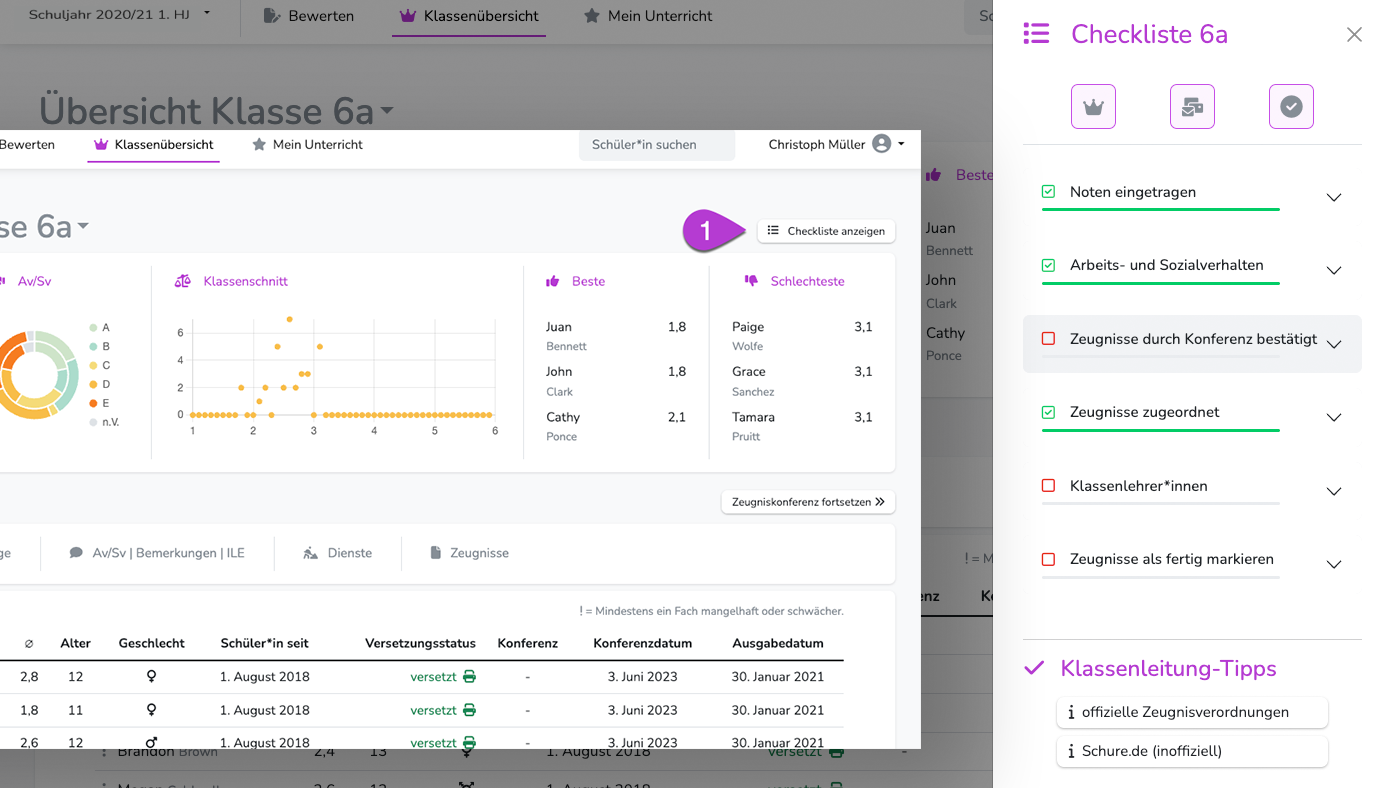 Schuljahr 2020/21 1. HJ
Bewerten
Klassenübersicht
Mein Unterricht
Übersicht Klasse 6a
Bewerten
Klassenübersicht
Mein Unterricht
Schüler*in suchen
Christoph Müller
se 6a
1
Checkliste anzeigen
Av/Sv
A
B
C
D
E
n.V.
Klassenschnitt
6
4
2
0
1 2 3 4 5 6
Beste
Juan 1,8
Bennett
John 1,8
Clark
Cathy 2,1
Ponce
Schlechteste
Paige 3,1
Wolfe
Grace 3,1
Sanchez
Tamara 3,1
Pruitt
Zeugniskonferenz fortsetzen
ge
Av/Sv | Bemerkungen | ILE
Dienste
Zeugnisse
! = Mindestens ein Fach mangelhaft oder schwächer.
⌀ Alter Geschlecht Schüler*in seit Versetzungsstatus Konferenz Konferenzdatum Ausgabedatum
2,8 12 ♀ 1. August 2018 versetzt - 3. Juni 2023 30. Januar 2021
1,8 11 ♀ 1. August 2018 versetzt - 3. Juni 2023 30. Januar 2021
2,6 12 ♂ 1. August 2018 versetzt - 3. Juni 2023 30. Januar 2021
Brandon Brown 2,4 13 1. August 2018 versetzt -
Beste
Juan
Bennett
John
Clark
Cathy
Ponce
! = M
enz
Checkliste 6a
Noten eingetragen
Arbeits- und Sozialverhalten
Zeugnisse durch Konferenz bestätigt
Zeugnisse zugeordnet
Klassenlehrer*innen
Zeugnisse als fertig markieren
Klassenleitung-Tipps
offizielle Zeugnisverordnungen
Schure.de (inoffiziell)